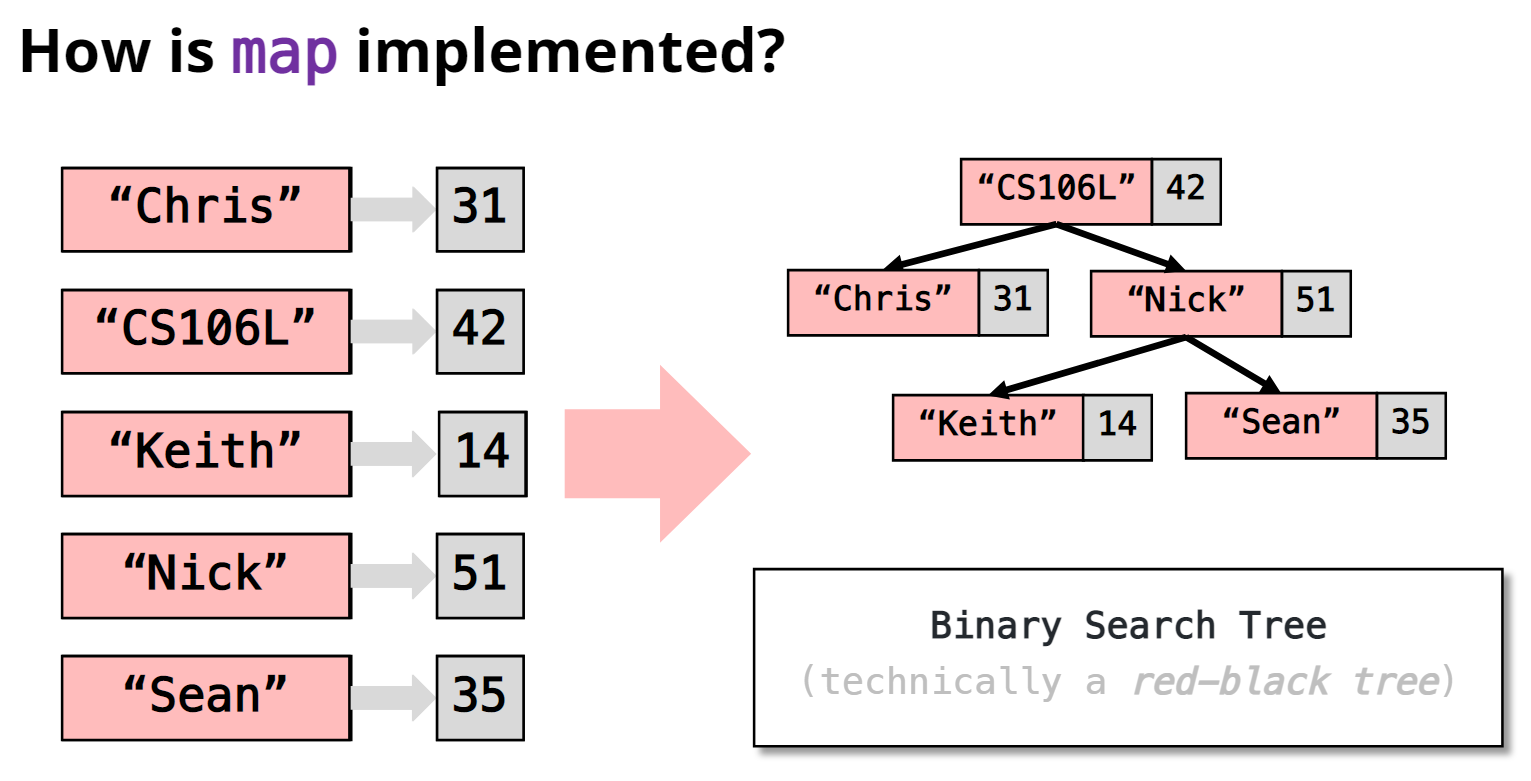 How is map implemented?
“Chris” 31
“CS106L” 42
“Keith” 14
“Nick” 51
“Sean” 35
“CS106L” 42
“Chris” 31
“Nick” 51
“Keith” 14
“Sean” 35
Binary Search Tree
(technically a red-black tree)